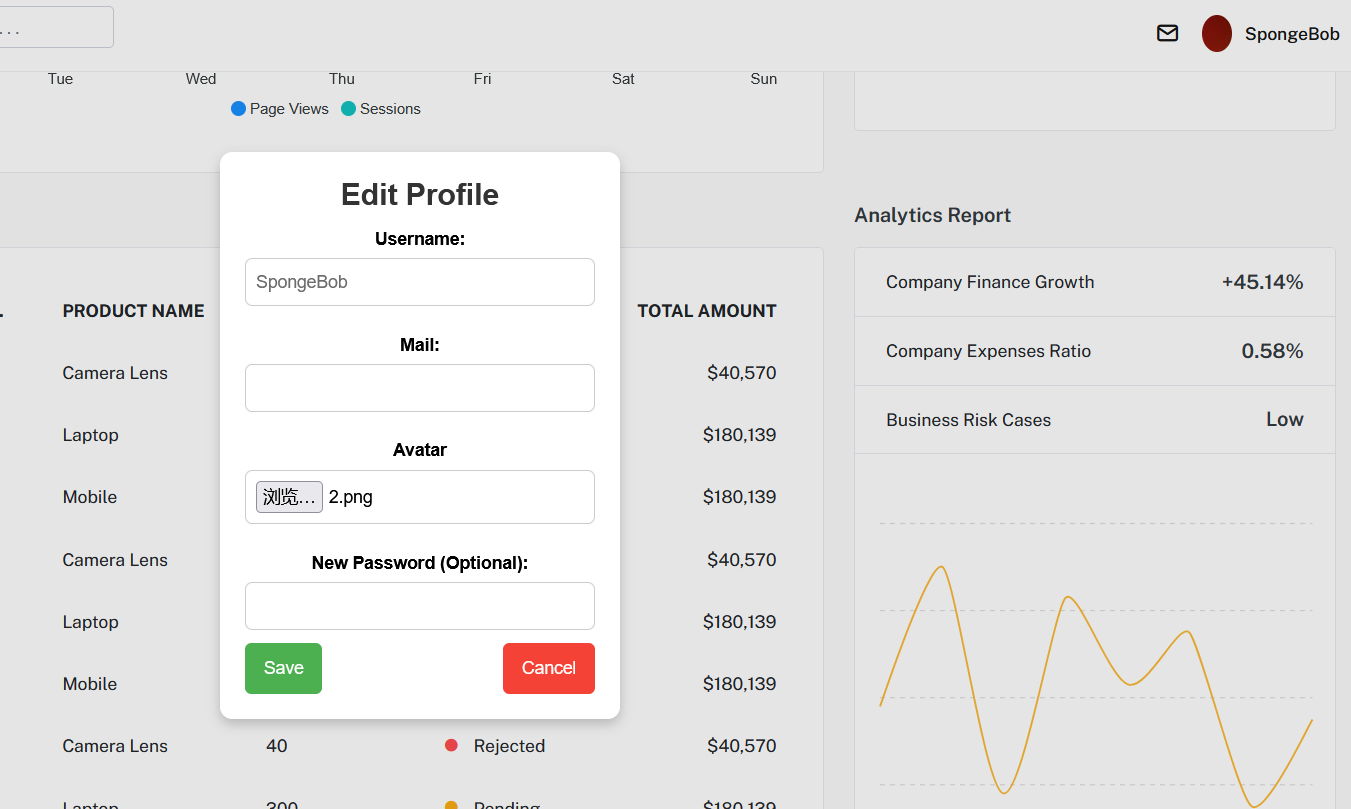 ...
SpongeBob
Tue Wed Thu Fri Sat Sun
Page Views Sessions
Edit Profile
Username:
SpongeBob
Mail:
Avatar
浏览... 2.png
New Password (Optional):
Save Cancel
PRODUCT NAME TOTAL AMOUNT
Camera Lens $40,570
Laptop $180,139
Mobile $180,139
Camera Lens $40,570
Laptop $180,139
Mobile $180,139
Camera Lens 40 Rejected $40,570
Laptop 300 Pending $180,139
Analytics Report
Company Finance Growth +45.14%
Company Expenses Ratio 0.58%
Business Risk Cases Low